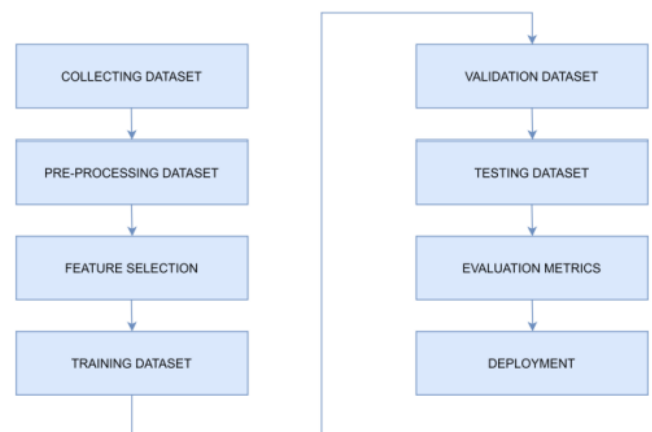 COLLECTING DATASET
PRE-PROCESSING DATASET
FEATURE SELECTION
TRAINING DATASET
VALIDATION DATASET
TESTING DATASET
EVALUATION METRICS
DEPLOYMENT